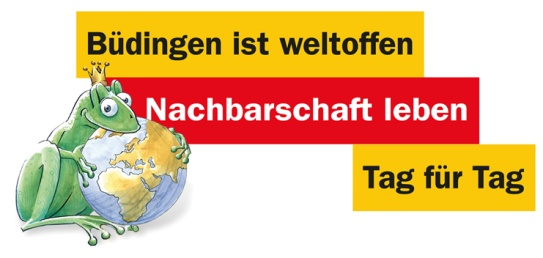 Büdingen ist weltoffen
Nachbarschaft leben
Tag für Tag